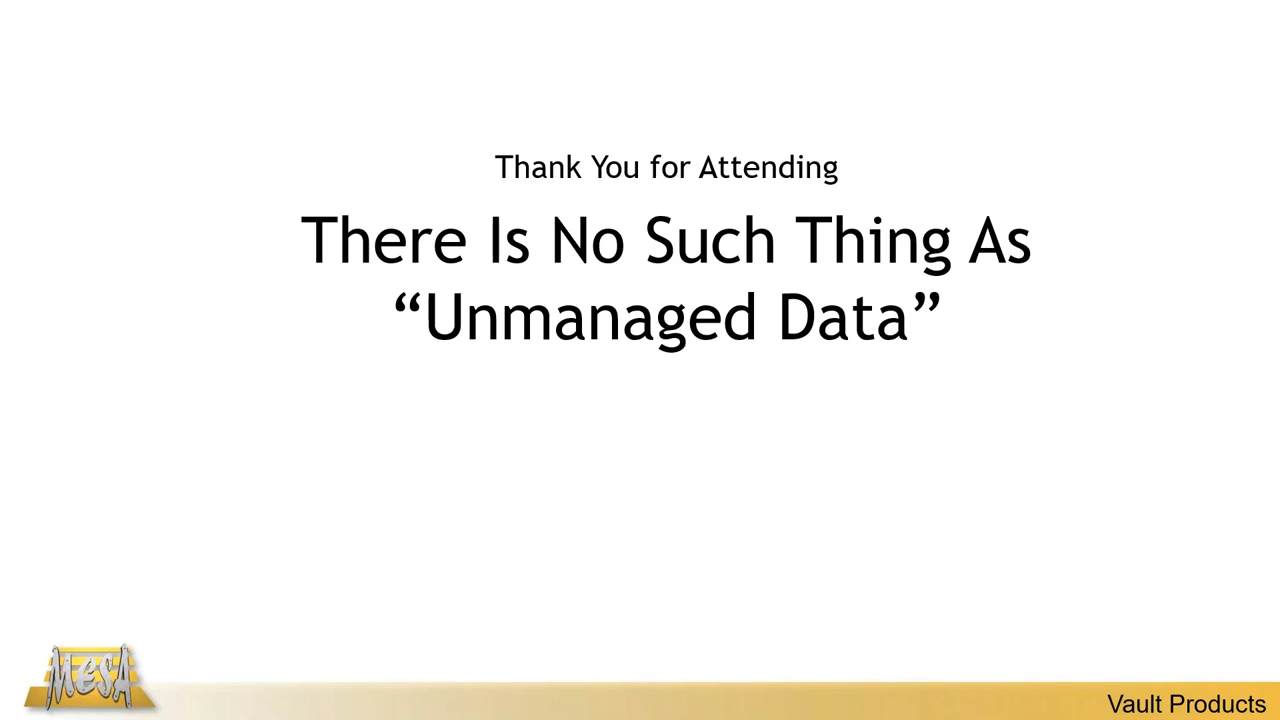 Thank You for Attending
There Is No Such Thing As
“Unmanaged Data”
MESA
Vault Products